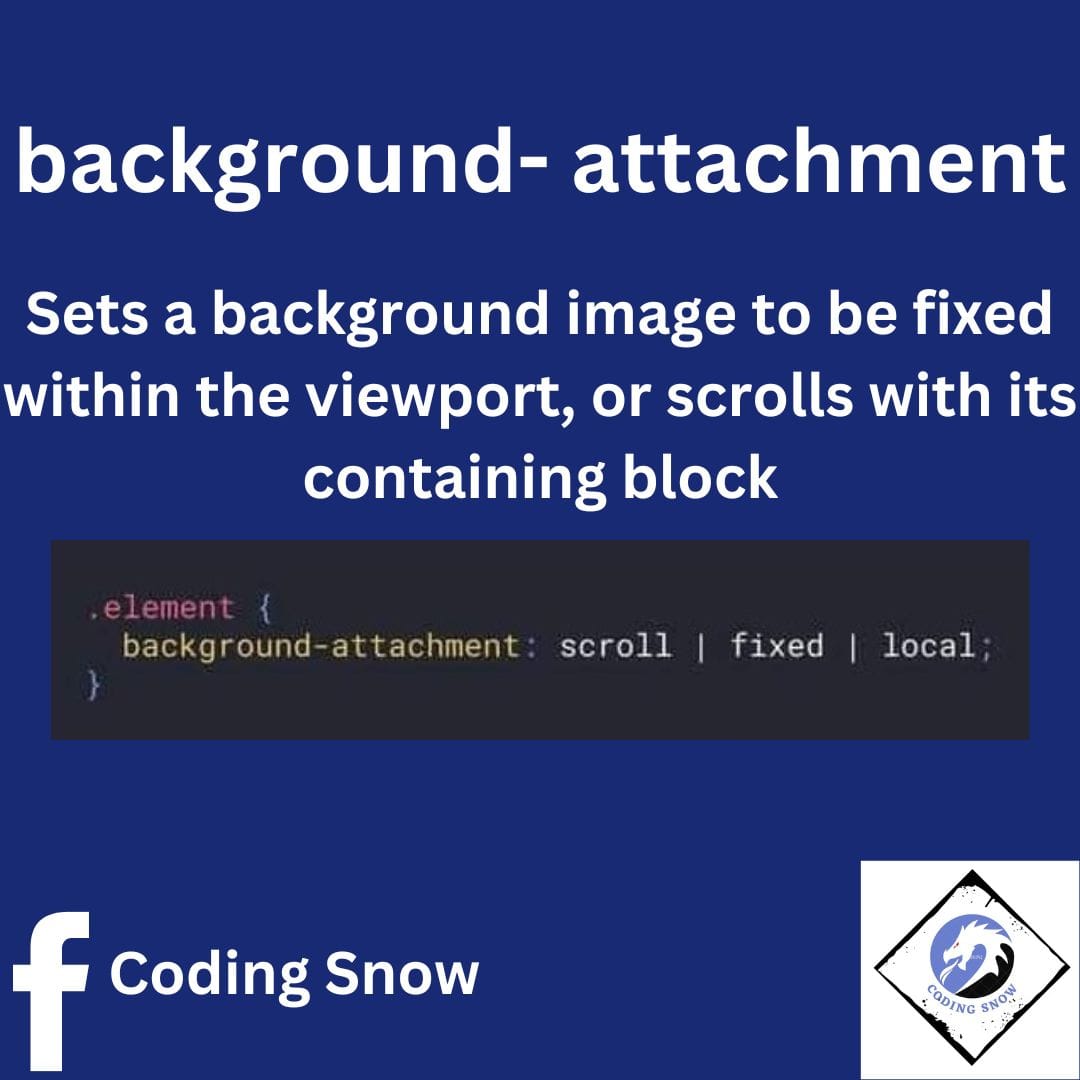 background- attachment
Sets a background image to be fixed
within the viewport, or scrolls with its
containing block
.element {
background-attachment: scroll | fixed | local;
}
f Coding Snow
CODING SNOW